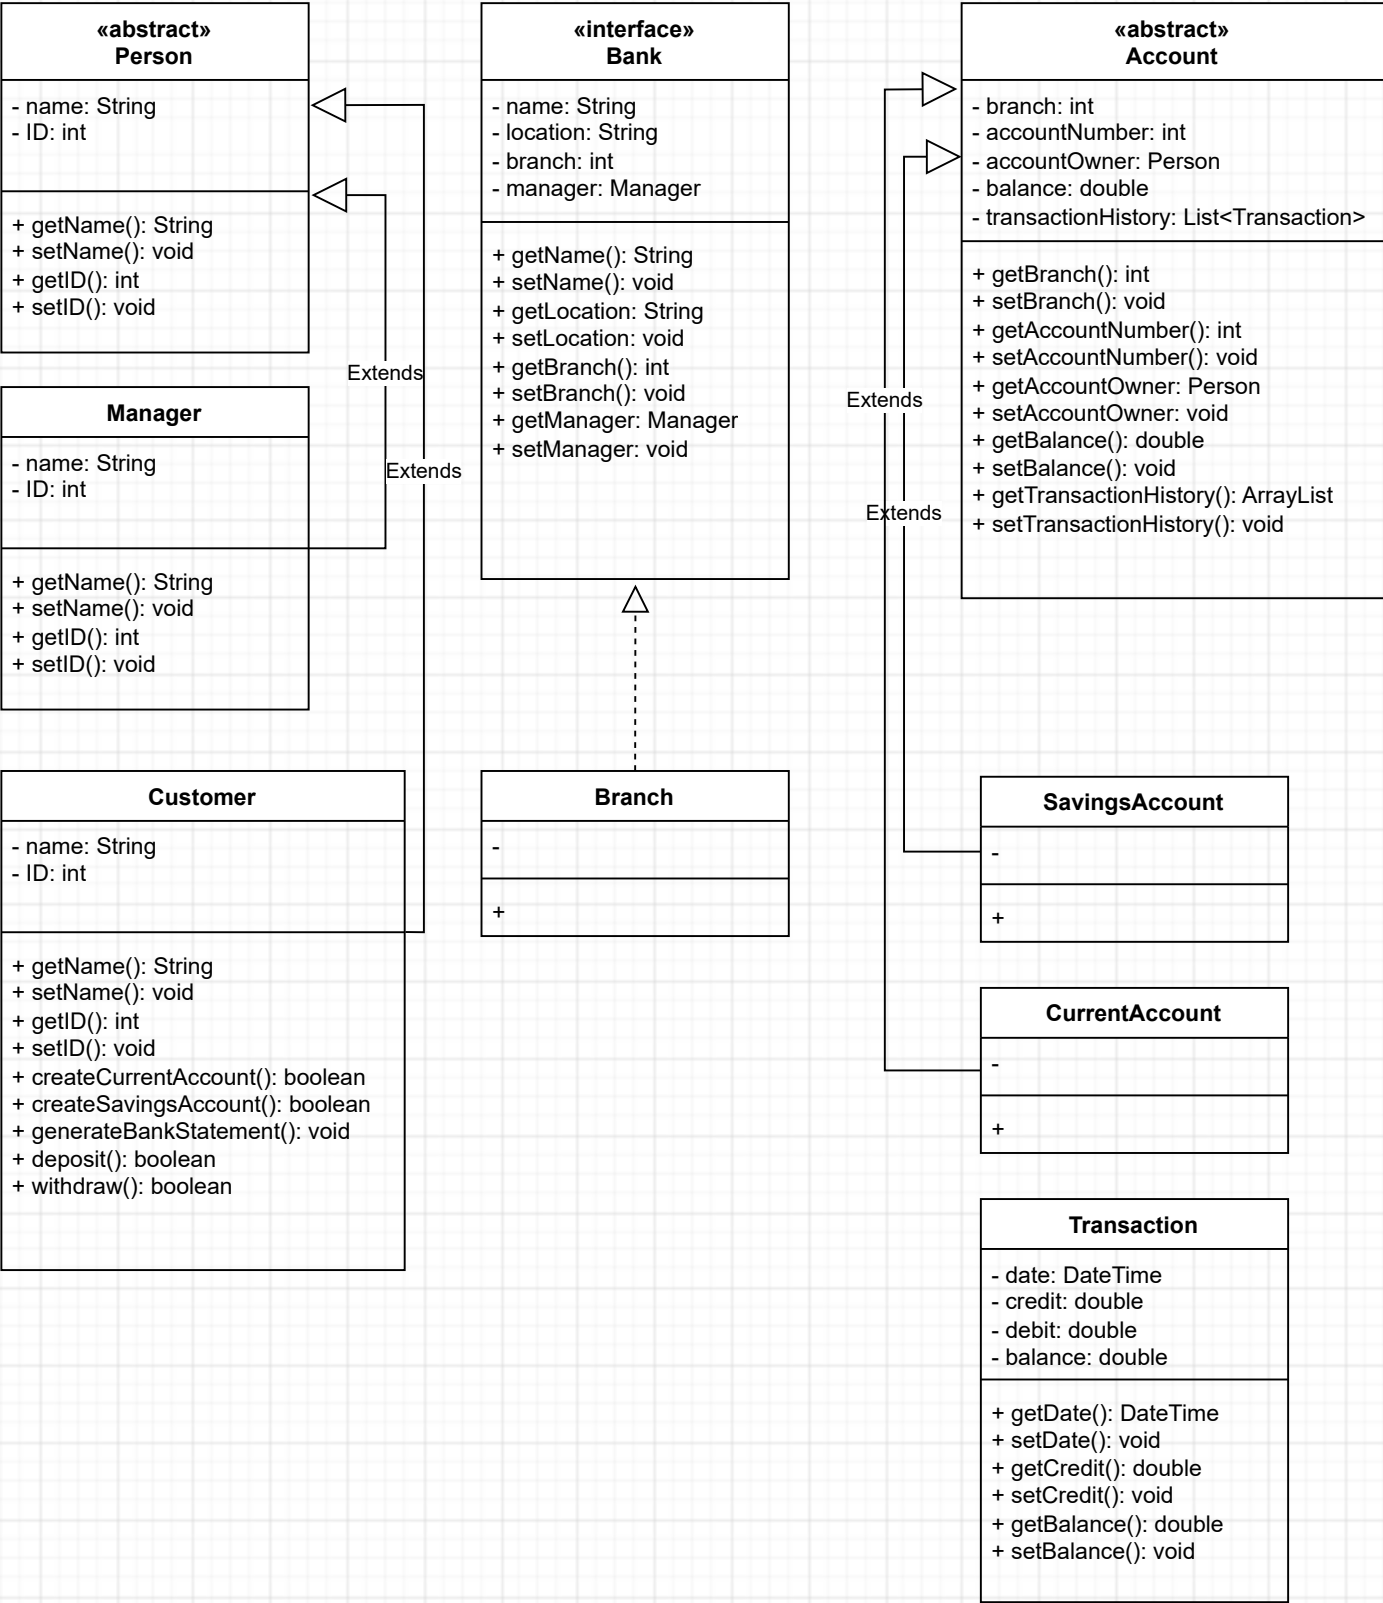 «abstract»
Person
- name: String
- ID: int
+ getName(): String
+ setName(): void
+ getID(): int
+ setID(): void
Manager
- name: String
- ID: int
+ getName(): String
+ setName(): void
+ getID(): int
+ setID(): void
Customer
- name: String
- ID: int
+ getName(): String
+ setName(): void
+ getID(): int
+ setID(): void
+ createCurrentAccount(): boolean
+ createSavingsAccount(): boolean
+ generateBankStatement(): void
+ deposit(): boolean
+ withdraw(): boolean
Extends
Extends
«interface»
Bank
- name: String
- location: String
- branch: int
- manager: Manager
+ getName(): String
+ setName(): void
+ getLocation: String
+ setLocation: void
+ getBranch(): int
+ setBranch(): void
+ getManager: Manager
+ setManager: void
Branch
-
+
Extends
Extends
«abstract»
Account
- branch: int
- accountNumber: int
- accountOwner: Person
- balance: double
- transactionHistory: List<Transaction>
+ getBranch(): int
+ setBranch(): void
+ getAccountNumber(): int
+ setAccountNumber(): void
+ getAccountOwner: Person
+ setAccountOwner: void
+ getBalance(): double
+ setBalance(): void
+ getTransactionHistory(): ArrayList
+ setTransactionHistory(): void
SavingsAccount
-
+
CurrentAccount
-
+
Transaction
- date: DateTime
- credit: double
- debit: double
- balance: double
+ getDate(): DateTime
+ setDate(): void
+ getCredit(): double
+ setCredit(): void
+ getBalance(): double
+ setBalance(): void